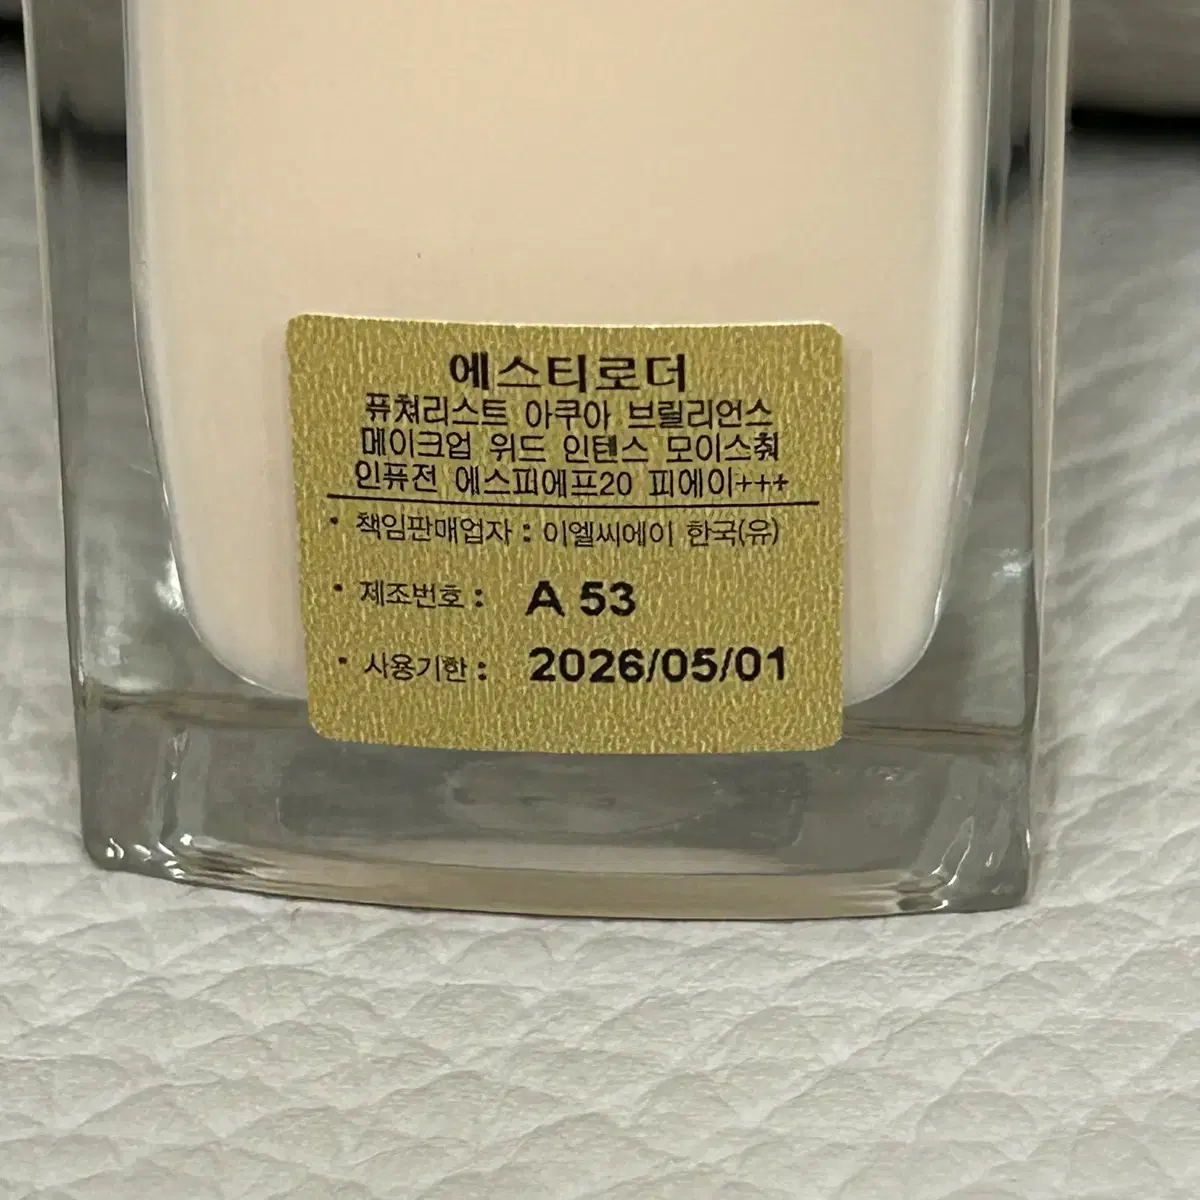 에스티로더
퓨쳐리스트 아쿠아 브릴리언스
메이크업 위드 인텐스 모이스춰
인퓨전 에스피에프20 피에이+++
· 책임판매업자 : 이엘씨에이 한국(유)
· 제조번호 : A 53
· 사용기한 : 2026/05/01